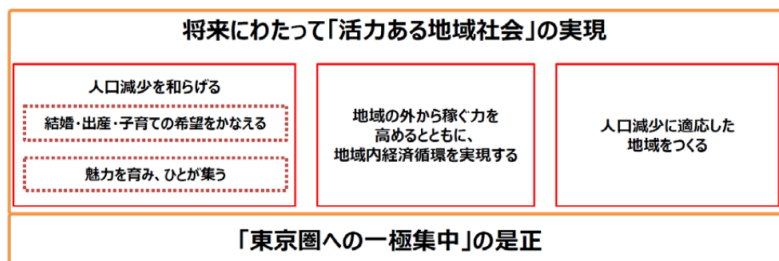 将来にわたって「活力ある地域社会」の実現
人口減少を和らげる
結婚・出産・子育ての希望をかなえる
魅力を育み、ひとが集う
地域の外から稼ぐ力を
高めるとともに、
地域内経済循環を実現する
人口減少に適応した
地域をつくる
「東京圏への一極集中」の是正